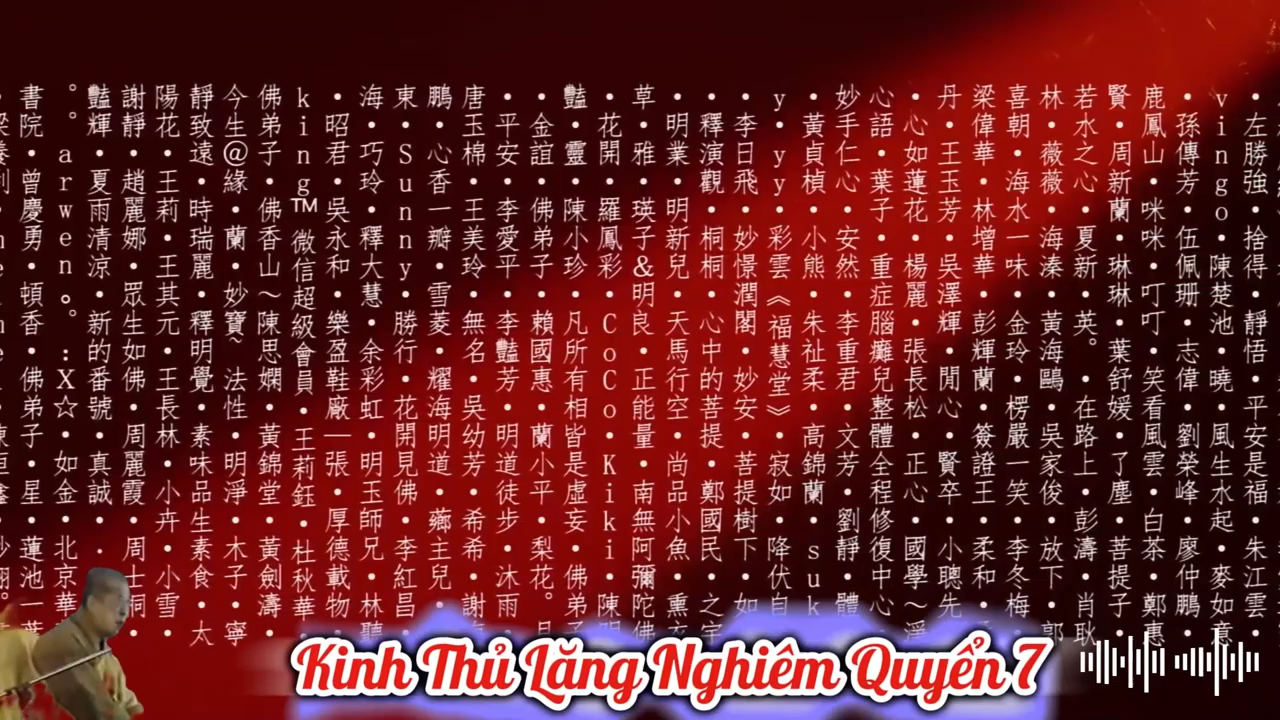 ・左勝強・捨得・靜悟・平安是福・朱江雲・
vingo・陳楚池・曉・風生水起・麥如意
・孫傳芳・伍佩珊・志偉・劉榮峰・廖仲鵬・
鹿鳳山・咪咪・叮叮・笑看風雲・白茶・鄭惠
賢・周新蘭・琳琳・葉舒媛・了塵・菩提子・
若水之心・夏新・英。・在路上・彭濤・肖耿
林・薇薇・海溱・黃海鷗・吳家俊・放下・郭
喜朝・海水一味・金玲・楞嚴一笑・李冬梅・
梁偉華・林增華・彭輝蘭・簽證王・柔和・
丹・王玉芳・吳澤輝・閒心・賢卒・小聰先
・心如蓮花・楊麗・張長松・正心・國學～淨
心語・葉子・重症腦癱兒整體全程修復中心
妙手仁心・安然・李重君・文芳・劉靜・體
・黃貞楨・小熊・朱祉柔・高錦蘭・suk
y・yy・彩雲《福慧堂》寂如・降伏自
・李日飛・妙憬潤閣・妙安・菩提樹下・如
・釋演觀・桐桐・心中的菩提・鄭國民・之宇
・明業・明新兒・天馬行空・尚品小魚・熏衣
草・雅・瑛子&明良・正能量・南無阿彌陀佛
・花開・羅鳳彩・CoCo・Kiki・陳明
豔・靈・陳小珍・凡所有相皆是虛妄・佛弟子
・金誼・佛弟子・賴國惠・蘭小平・梨花。
・平安・李愛平・李豔芳・明道徒步・沐雨・
唐玉棉・王美玲・無名・吳幼芳・希希・謝
鵬・心香一瓣・雪菱・耀海明道・薌主兒・
東・Sunny・勝行・花開見佛・李紅昌・
海・巧玲・釋大慧・余彩虹・明玉師兄・林聽
・昭君・吳永和・樂盈鞋廠—張・厚德載物・
king™ 微信超級會員・王莉鈺・杜秋華・
佛弟子・佛香山～陳思嫻・黃錦堂・黃劍濤・
今生@緣・蘭・妙寶~ 法性・明淨・木子・寧
靜致遠・時瑞麗・釋明覺・素味品生素食・太
陽花・王莉・王其元・王長林・小卉・小雪・
謝靜・趙麗娜・眾生如佛・周麗霞・周士桐・
豔輝・夏雨清涼・新的番號・真誠・
。。arwen。。:X☆・如金・北京華
書院・曾慶勇・頓香・佛弟子・星・蓮池一葉
Kinh Thủ Lăng Nghiêm Quyển 7